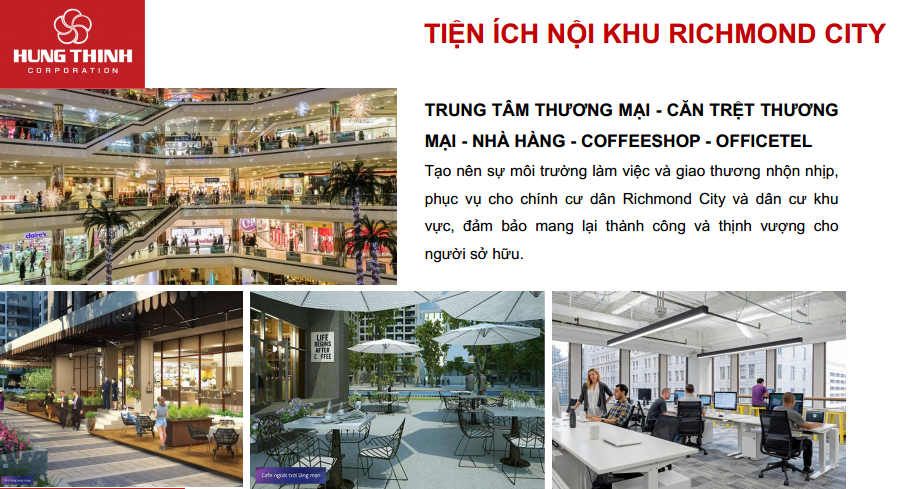 HUNG THINH
CORPORATION
TIỆN ÍCH NỘI KHU RICHMOND CITY
TRUNG TÂM THƯƠNG MẠI - CĂN TRỆT THƯƠNG
MẠI - NHÀ HÀNG - COFFEESHOP - OFFICETEL
Tạo nên sự môi trường làm việc và giao thương nhộn nhịp,
phục vụ cho chính cư dân Richmond City và dân cư khu
vực, đảm bảo mang lại thành công và thịnh vượng cho
người sở hữu.
claire's
LIFE
BEGINS
AFTER
C FFEE
Cafe ngoài trời lãng mạn